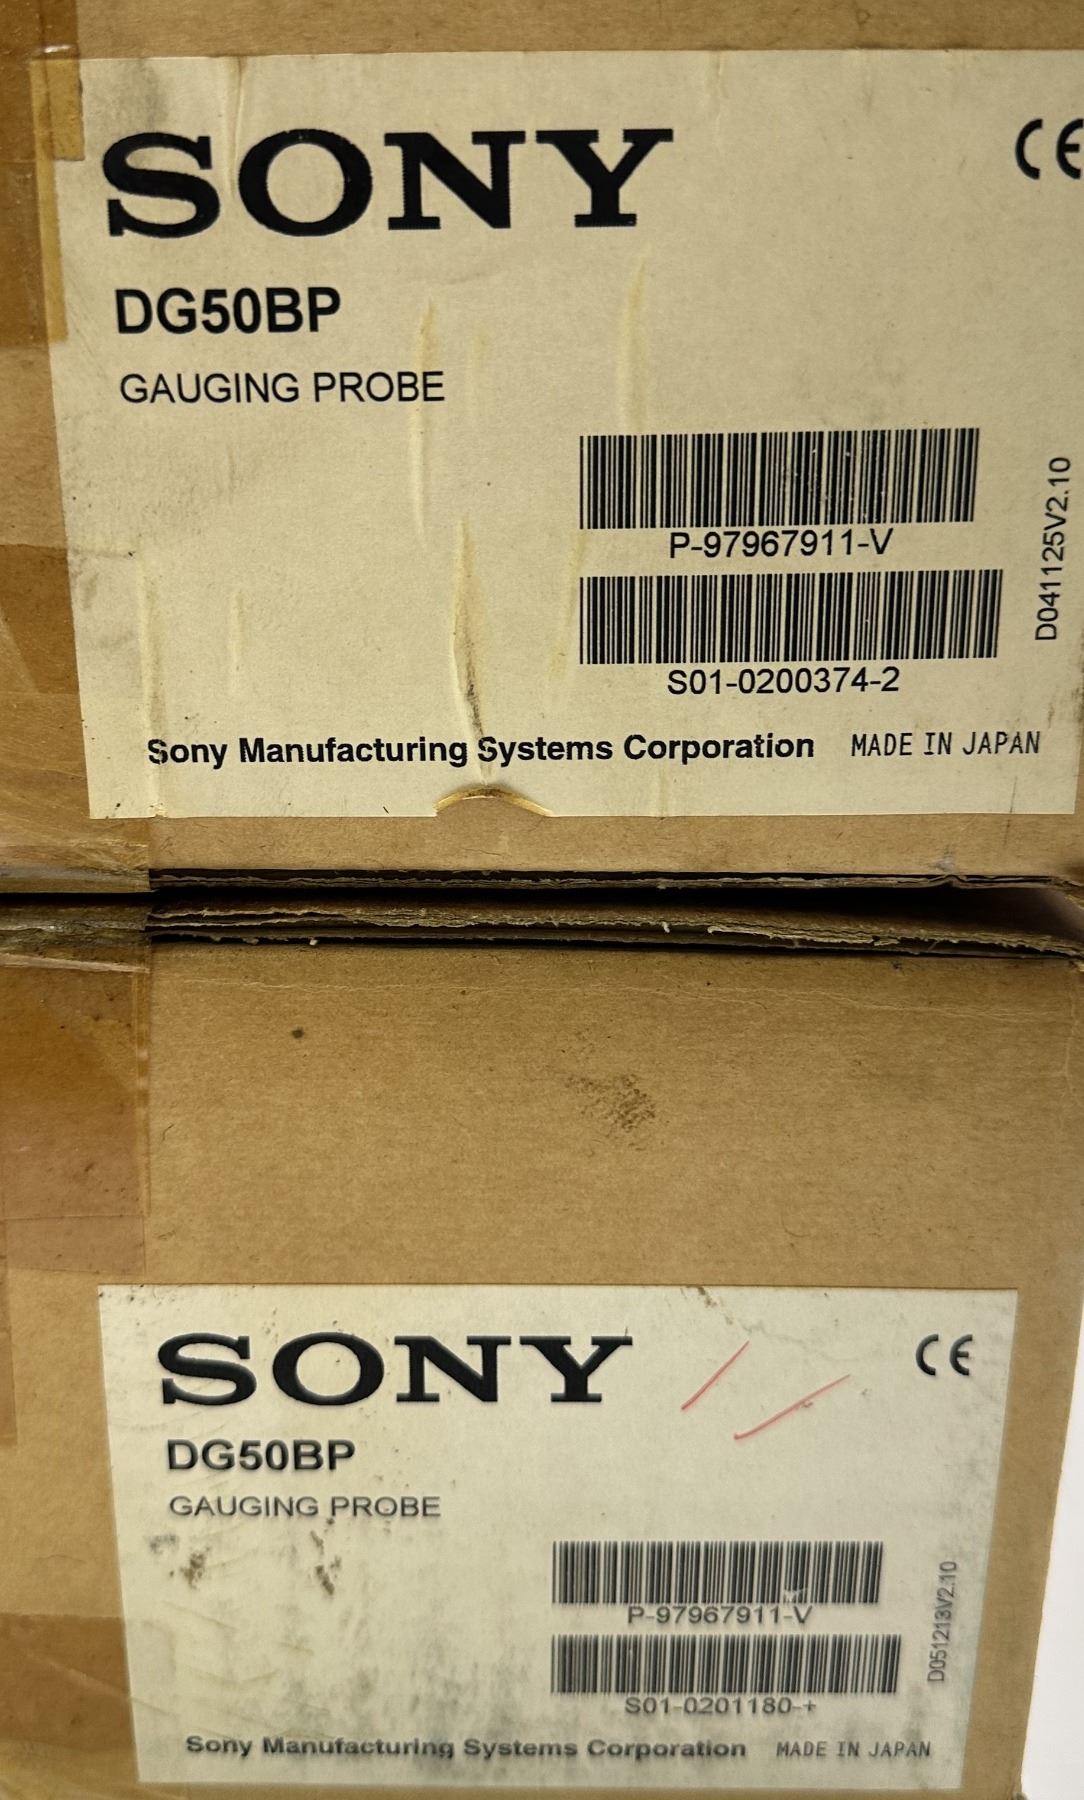 SONY
CE
DG50BP
GAUGING PROBE
P-97967911-V
S01-0200374-2
D041125V2.10
Sony Manufacturing Systems Corporation MADE IN JAPAN
SONY
CE
DG50BP
GAUGING PROBE
P-97967911-V
S01-0201180-+
D051213V2.10
Sony Manufacturing Systems Corporation MADE IN JAPAN